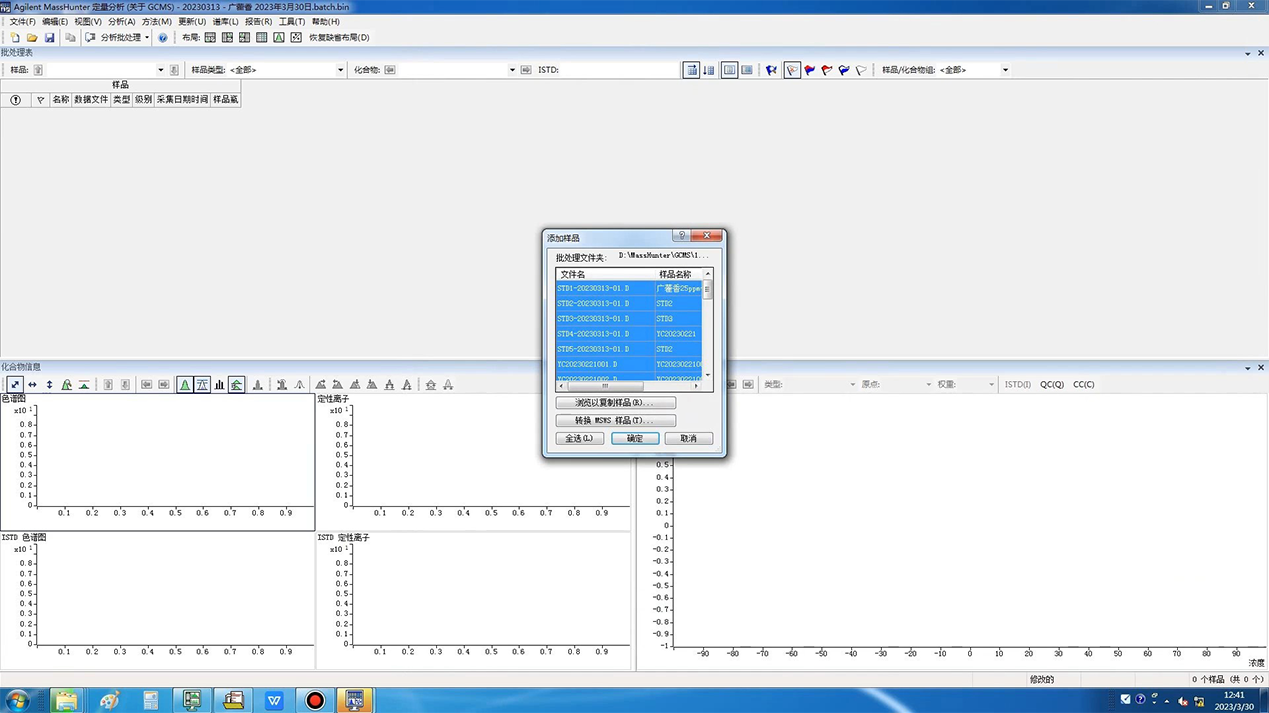 Agilent MassHunter 定量分析 (关于 GCMS) - 20230313 - 广藿香 2023年3月30日.batch.bin
文件(F) 编辑(E) 视图(V) 分析(A) 方法(M) 更新(U) 谱库(L) 报告(R) 工具(T) 帮助(H)
分析批处理 布局: 恢复缺省布局(D)
批处理表
样品: 样品类型: <全部> 化合物: ISTD: 样品/化合物组: <全部>
样品
名称 数据文件 类型 级别 采集日期时间 样品瓶
添加样品
批处理文件夹: D:\MassHunter\GCMS\1...
文件名 样品名称
STD1-20230313-01.D 广藿香25ppm
STD2-20230313-01.D STD2
STD3-20230313-01.D STD3
STD4-20230313-01.D YC20230221
STD5-20230313-01.D STD2
YC20230221001.D YC202302210
YC20230221002.D YC202302210
浏览以复制样品(R)...
转换 MSMS 样品(T)...
全选(L) 确定 取消
化合物信息
类型: 原点: 权重: ISTD(I) QC(Q) CC(C)
色谱图
x10 1
0.8
0.7
0.6
0.5
0.4
0.3
0.2
0.1
0
0.1 0.2 0.3 0.4 0.5 0.6 0.7 0.8 0.9
定性离子
x10 1
0.8
0.7
0.6
0.5
0.4
0.3
0.2
0.1
0
0.1 0.2 0.3 0.4 0.5 0.6 0.7 0.8 0.9
ISTD 色谱图
x10 1
0.8
0.7
0.6
0.5
0.4
0.3
0.2
0.1
0
0.1 0.2 0.3 0.4 0.5 0.6 0.7 0.8 0.9
ISTD 定性离子
x10 1
0.8
0.7
0.6
0.5
0.4
0.3
0.2
0.1
0
0.1 0.2 0.3 0.4 0.5 0.6 0.7 0.8 0.9
0.5
0.4
0.3
0.2
0.1
0
-0.1
-0.2
-0.3
-0.4
-0.5
-0.6
-0.7
-0.8
-0.9
-1
-90 -80 -70 -60 -50 -40 -30 -20 -10 0 10 20 30 40 50 60 70 80 90
浓度
修改的 0 个样品 (共 0 个)
12:41
2023/3/30